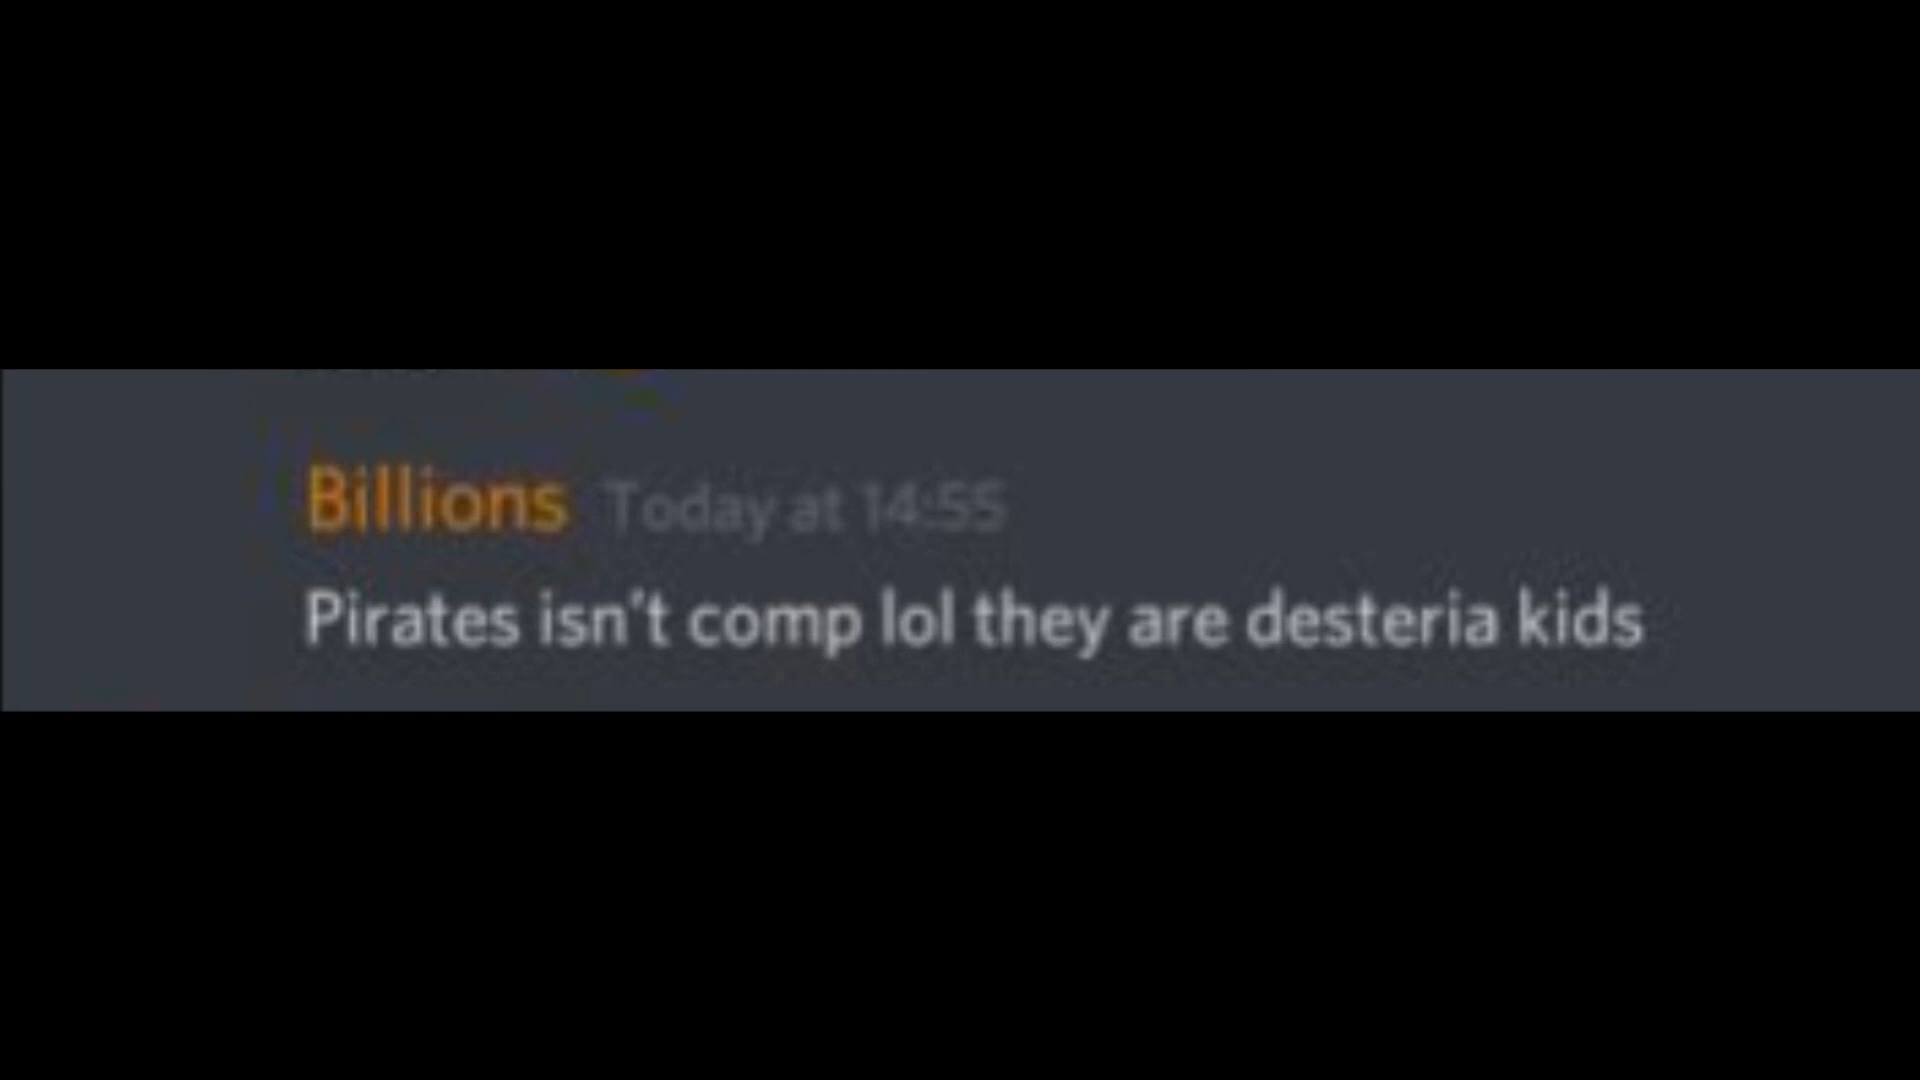 Billions Today at 14:55
Pirates isn't comp lol they are desteria kids